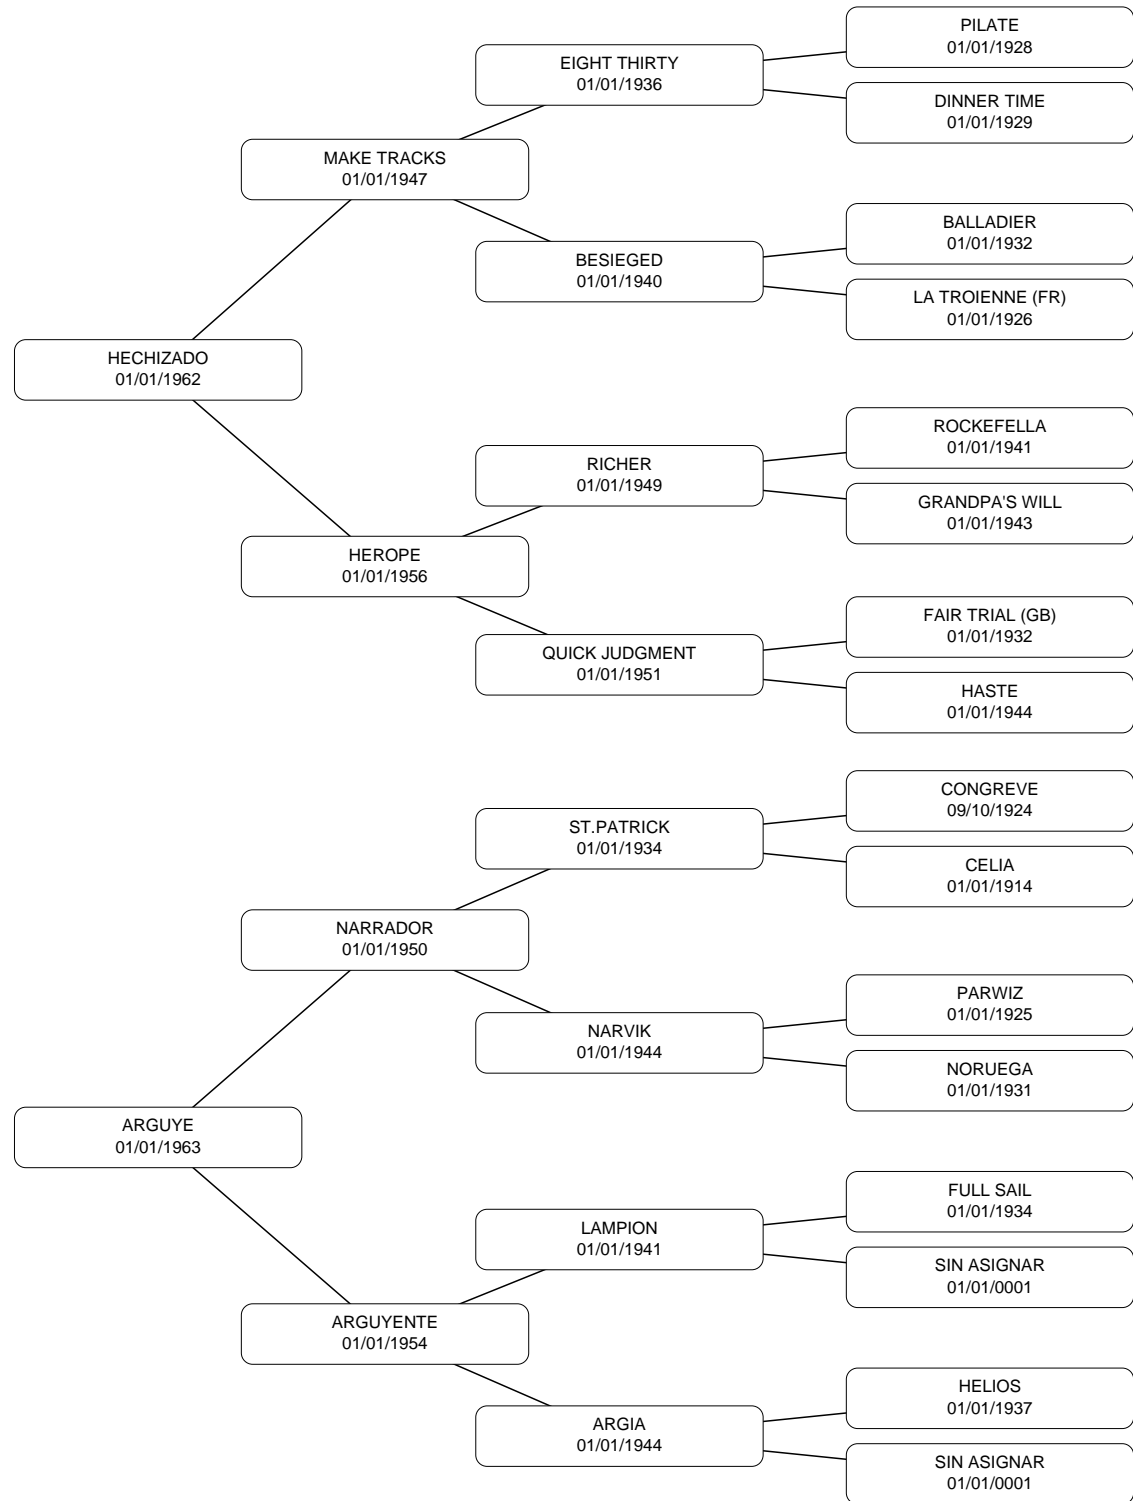 PILATE
01/01/1928
EIGHT THIRTY
01/01/1936
DINNER TIME
01/01/1929
MAKE TRACKS
01/01/1947
BALLADIER
01/01/1932
BESIEGED
01/01/1940
LA TROIENNE (FR)
01/01/1926
HECHIZADO
01/01/1962
ROCKEFELLA
01/01/1941
RICHER
01/01/1949
GRANDPA'S WILL
01/01/1943
HEROPE
01/01/1956
FAIR TRIAL (GB)
01/01/1932
QUICK JUDGMENT
01/01/1951
HASTE
01/01/1944
CONGREVE
09/10/1924
ST.PATRICK
01/01/1934
CELIA
01/01/1914
NARRADOR
01/01/1950
PARWIZ
01/01/1925
NARVIK
01/01/1944
NORUEGA
01/01/1931
ARGUYE
01/01/1963
FULL SAIL
01/01/1934
LAMPION
01/01/1941
SIN ASIGNAR
01/01/0001
ARGUYENTE
01/01/1954
HELIOS
01/01/1937
ARGIA
01/01/1944
SIN ASIGNAR
01/01/0001